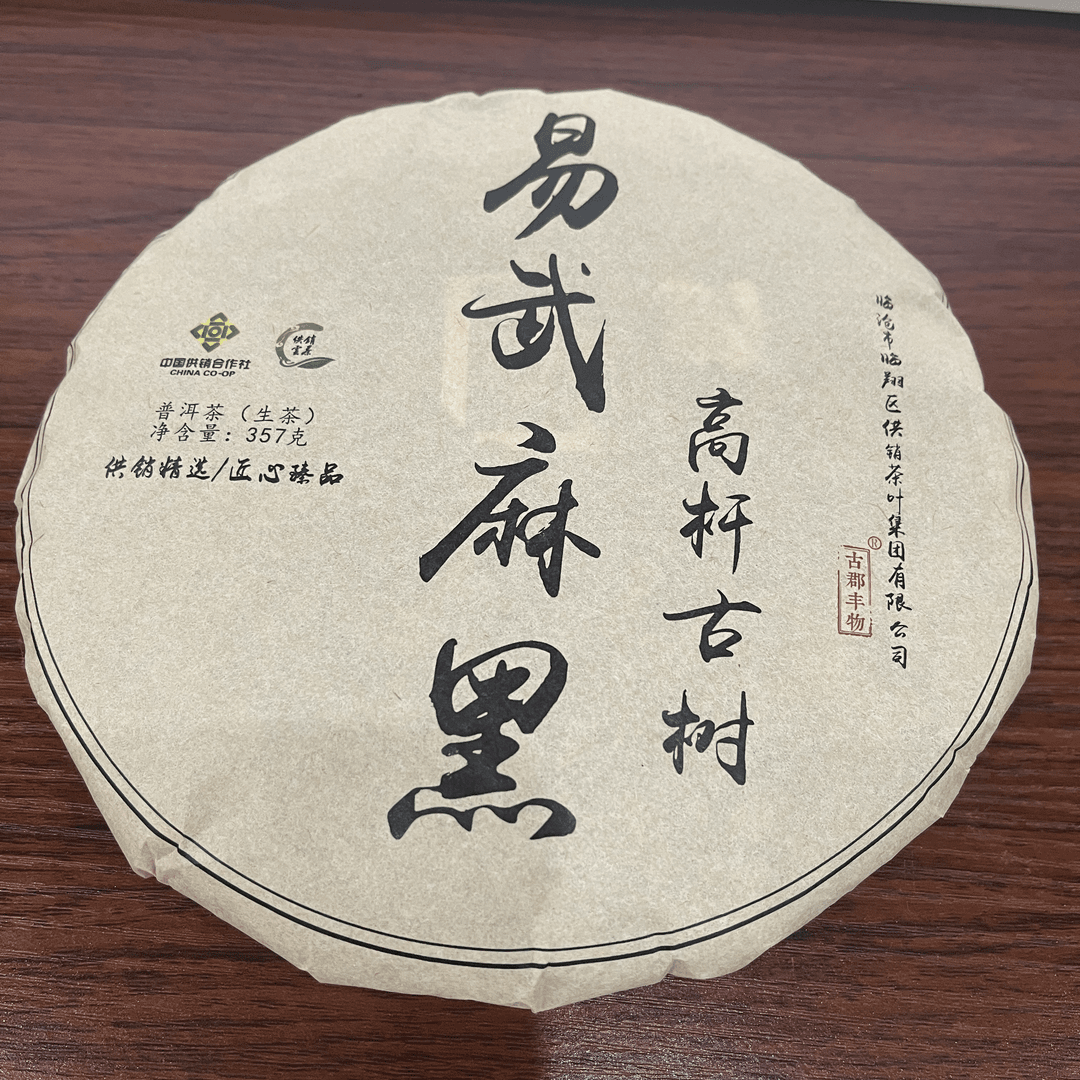 易武麻黑
高杆古树
中国供销合作社
CHINA CO-OP
供销
云茶
普洱茶（生茶）
净含量：357克
供销精选/匠心臻品
临沧市临翔区供销茶叶集团有限公司
古郡丰物
®